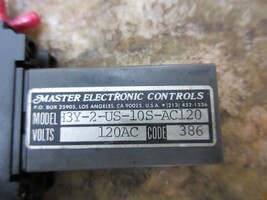 MASTER ELECTRONIC CONTROLS
P.O. BOX 25905, LOS ANGELES, CA 90025, U.S.A. • (213) 452-1336
MODEL I3Y-2-US-10S-AC120
VOLTS 120AC CODE 386